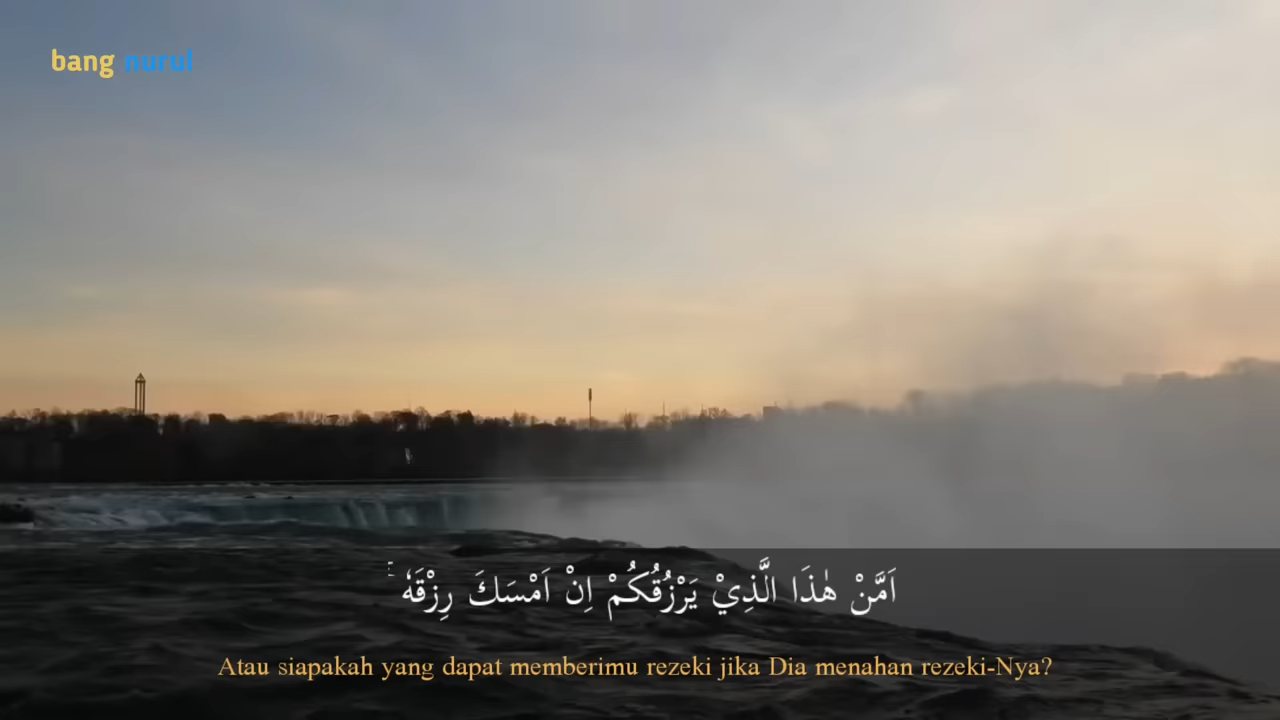 bang nurul
اَمَّنْ هٰذَا الَّذِيْ يَرْزُقُكُمْ اِنْ اَمْسَكَ رِزْقَهٗ ۚ
Atau siapakah yang dapat memberimu rezeki jika Dia menahan rezeki-Nya?